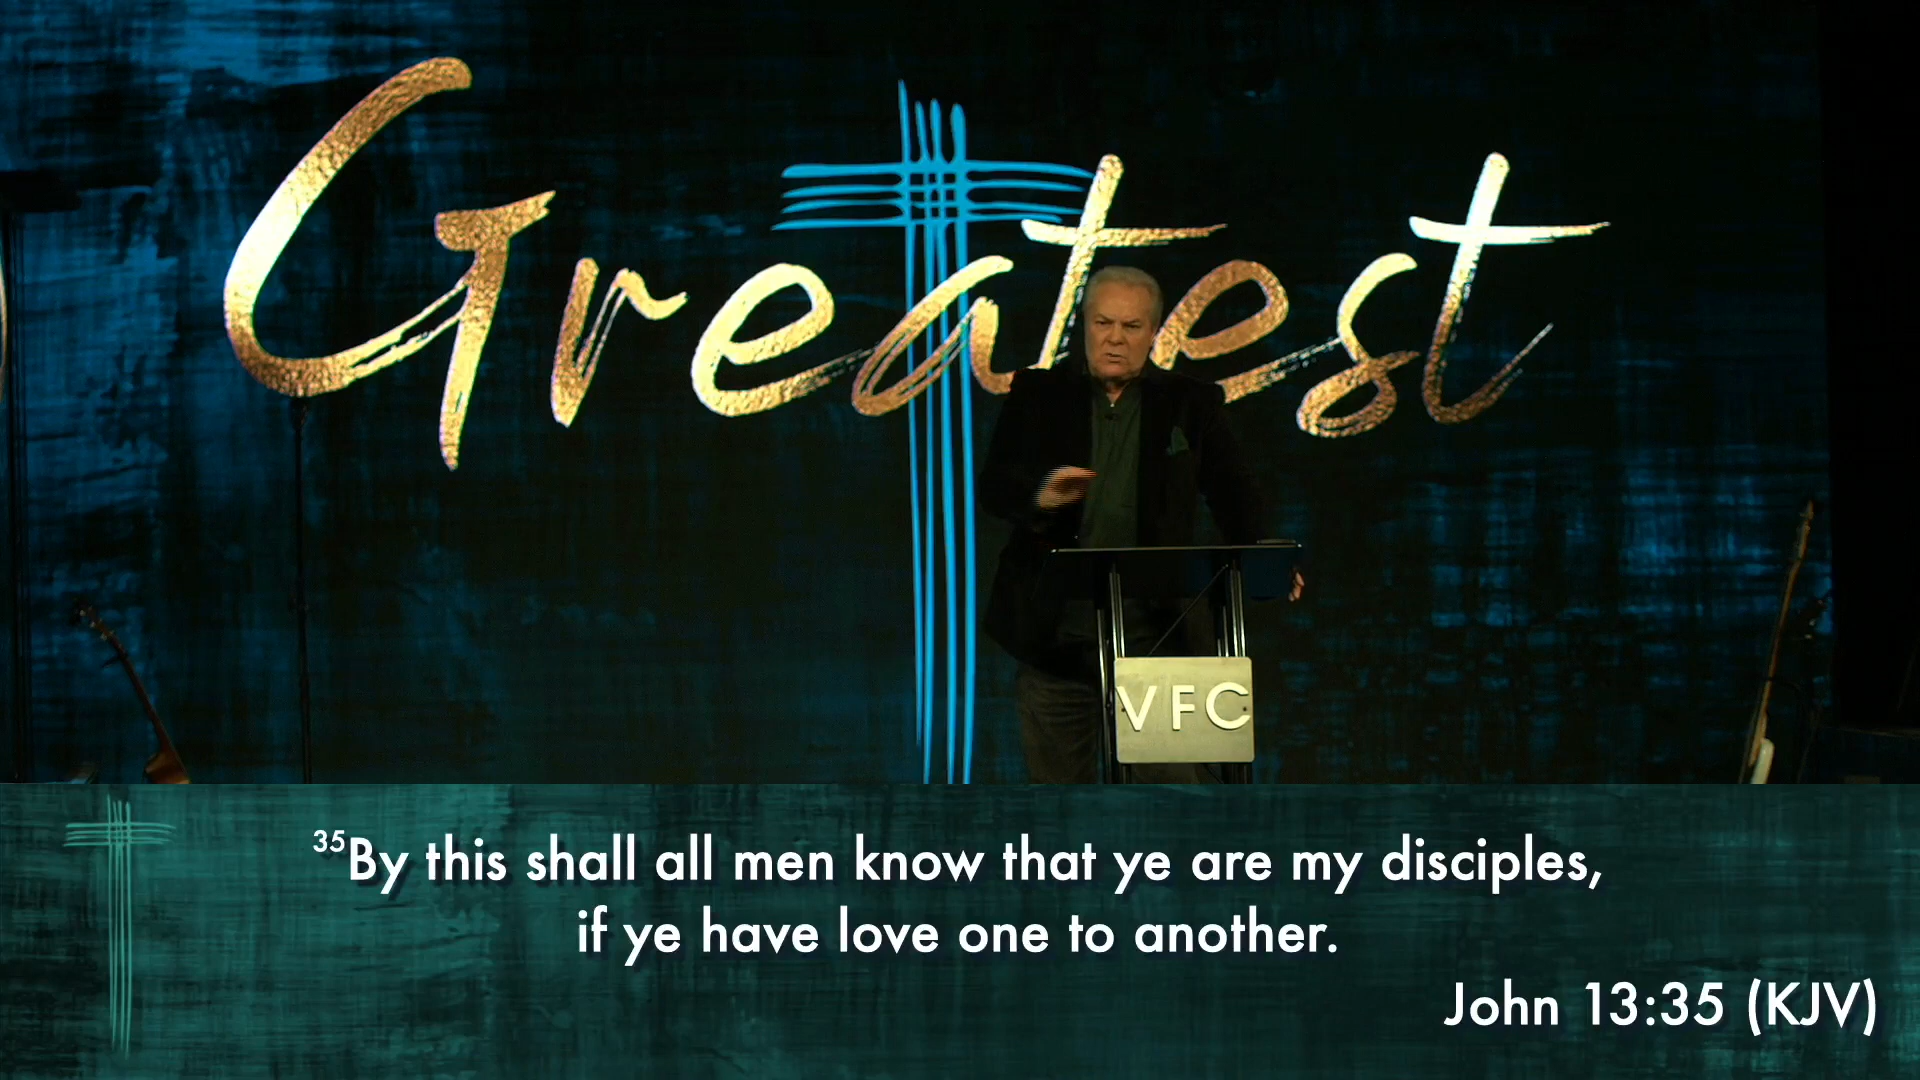 Greatest
VFC
35By this shall all men know that ye are my disciples,
if ye have love one to another.
John 13:35 (KJV)